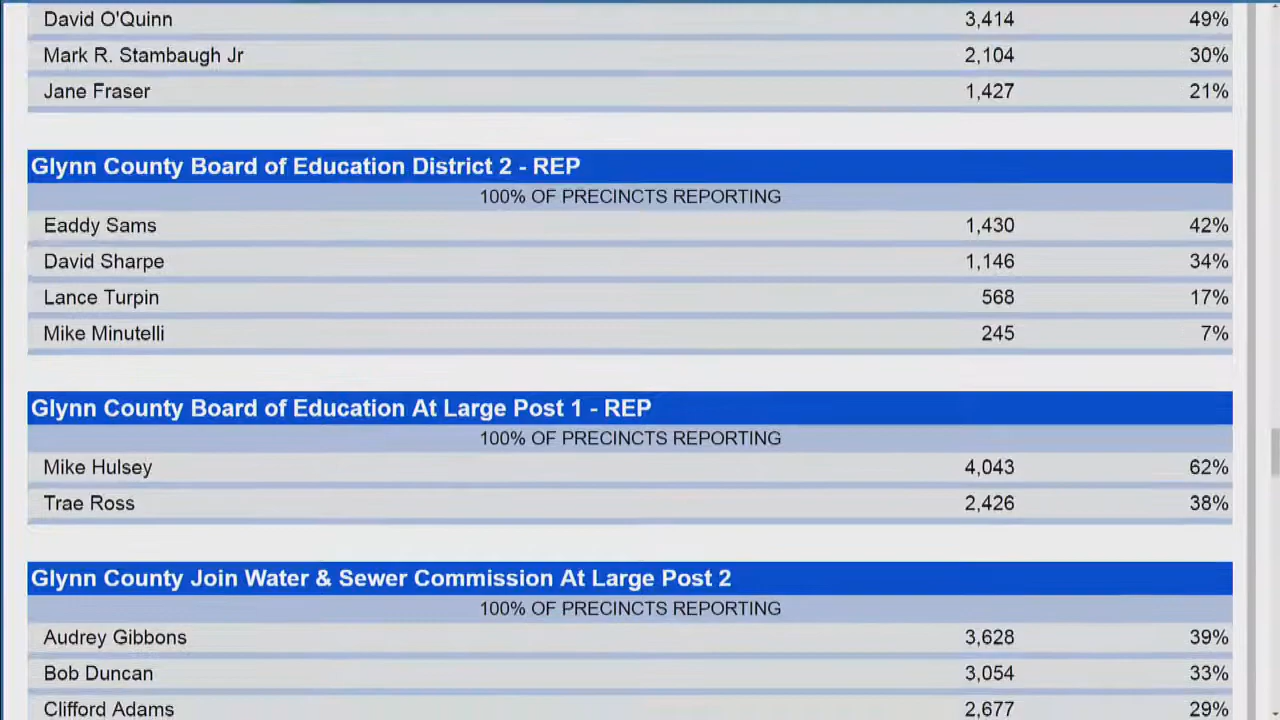 David O'Quinn 3,414 49%
Mark R. Stambaugh Jr 2,104 30%
Jane Fraser 1,427 21%
Glynn County Board of Education District 2 - REP
100% OF PRECINCTS REPORTING
Eaddy Sams 1,430 42%
David Sharpe 1,146 34%
Lance Turpin 568 17%
Mike Minutelli 245 7%
Glynn County Board of Education At Large Post 1 - REP
100% OF PRECINCTS REPORTING
Mike Hulsey 4,043 62%
Trae Ross 2,426 38%
Glynn County Join Water & Sewer Commission At Large Post 2
100% OF PRECINCTS REPORTING
Audrey Gibbons 3,628 39%
Bob Duncan 3,054 33%
Clifford Adams 2,677 29%